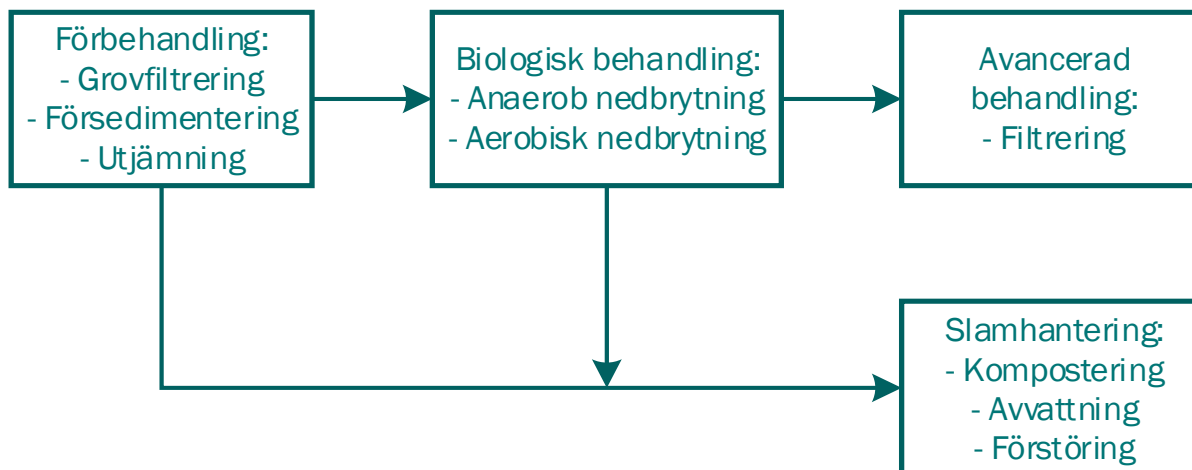 Förbehandling:
- Grovfiltrering
- Försedimentering
- Utjämning
Biologisk behandling:
- Anaerob nedbrytning
- Aerobisk nedbrytning
Avancerad
behandling:
- Filtrering
Slamhantering:
- Kompostering
- Avvattning
- Förstöring